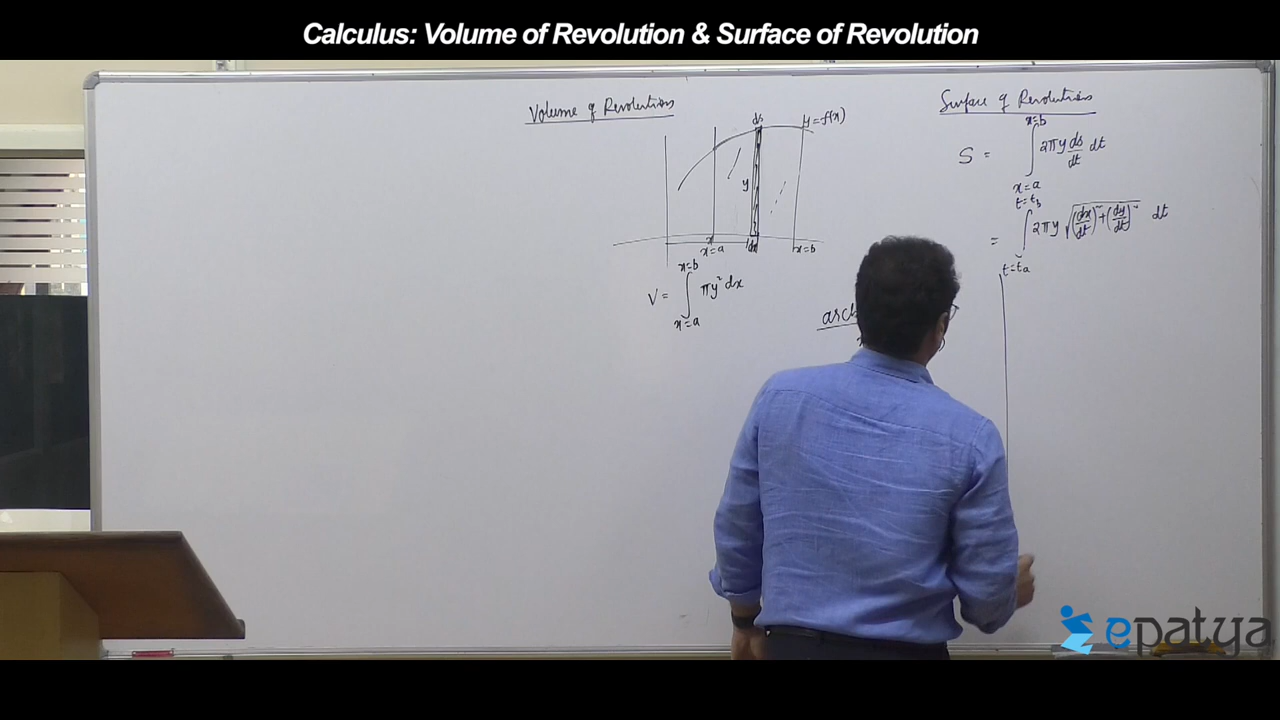 Calculus: Volume of Revolution & Surface of Revolution
Volume of Revolution
ds
y = f(x)
y
x=a
dx
x=b
V = ∫_{x=a}^{x=b} πy² dx
Surface of Revolution
S = ∫_{x=a}^{x=b} 2πy ds/dt dt
= ∫_{t=t_a}^{t=t_b} 2πy √((dx/dt)² + (dy/dt)²) dt
epatya